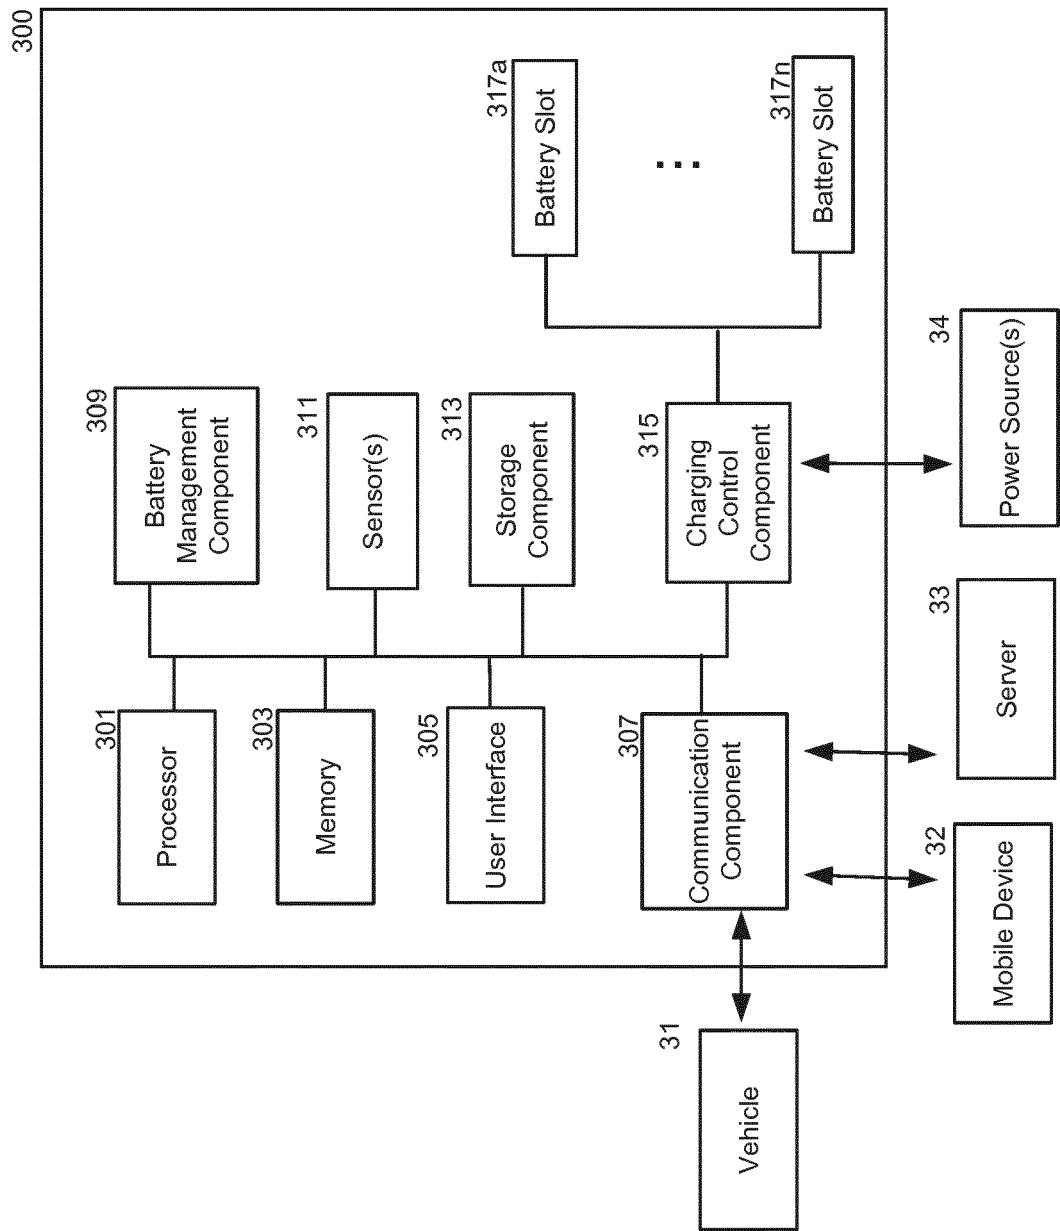 300
301
Processor
303
Memory
305
User Interface
307
Communication
Component
309
Battery
Management
Component
311
Sensor(s)
313
Storage
Component
315
Charging
Control
Component
317a
Battery Slot
...
317n
Battery Slot
31
Vehicle
32
Mobile Device
33
Server
34
Power Source(s)